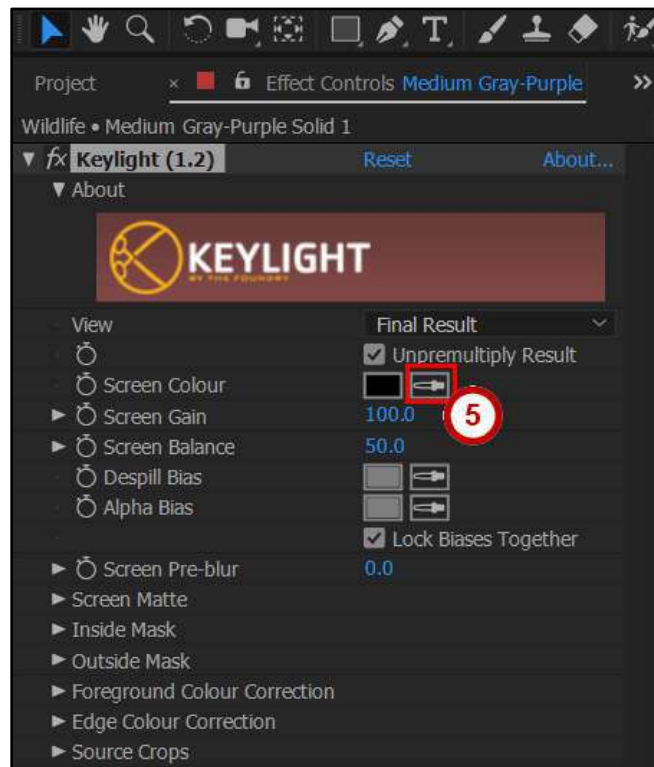 Project × Effect Controls Medium Gray-Purple »
Wildlife • Medium Gray-Purple Solid 1
fx Keylight (1.2) Reset About...
About
KEYLIGHT
BY THE FOUNDRY
View Final Result
Unpremultiply Result
Screen Colour
Screen Gain 100.0 5
Screen Balance 50.0
Despill Bias
Alpha Bias
Lock Biases Together
Screen Pre-blur 0.0
Screen Matte
Inside Mask
Outside Mask
Foreground Colour Correction
Edge Colour Correction
Source Crops